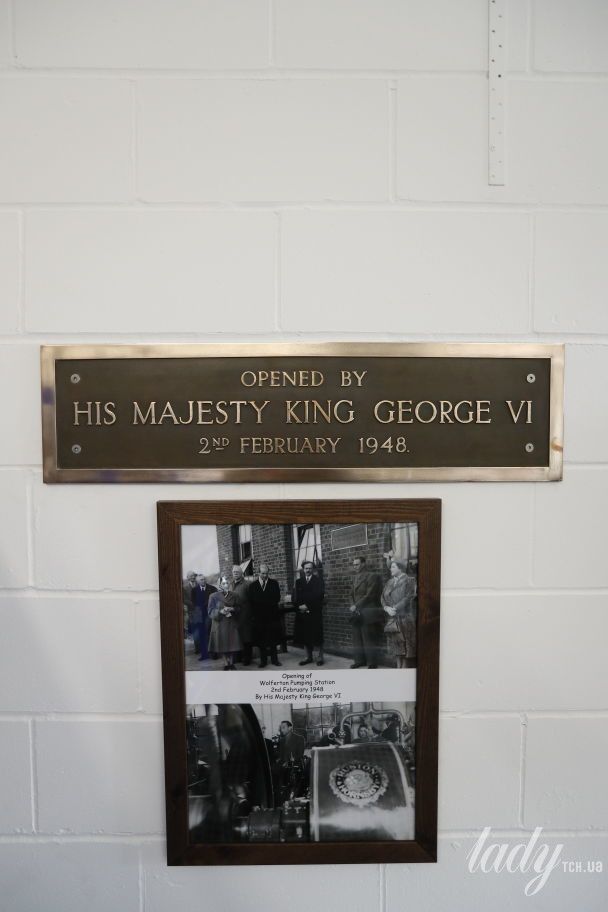 OPENED BY
HIS MAJESTY KING GEORGE VI
2ND FEBRUARY 1948.
Opening of
Wolferton Pumping Station
2nd February 1948
By His Majesty King George VI
RUSTON
lady TCH.UA